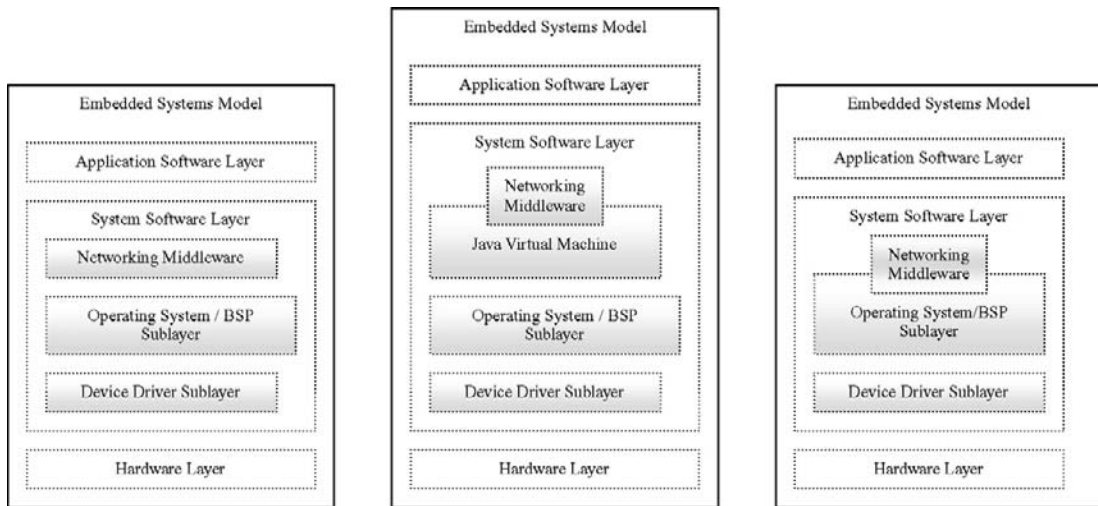 Embedded Systems Model
Application Software Layer
System Software Layer
Networking Middleware
Operating System / BSP
Sublayer
Device Driver Sublayer
Hardware Layer
Embedded Systems Model
Application Software Layer
System Software Layer
Networking
Middleware
Java Virtual Machine
Operating System / BSP
Sublayer
Device Driver Sublayer
Hardware Layer
Embedded Systems Model
Application Software Layer
System Software Layer
Networking
Middleware
Operating System/BSP
Sublayer
Device Driver Sublayer
Hardware Layer